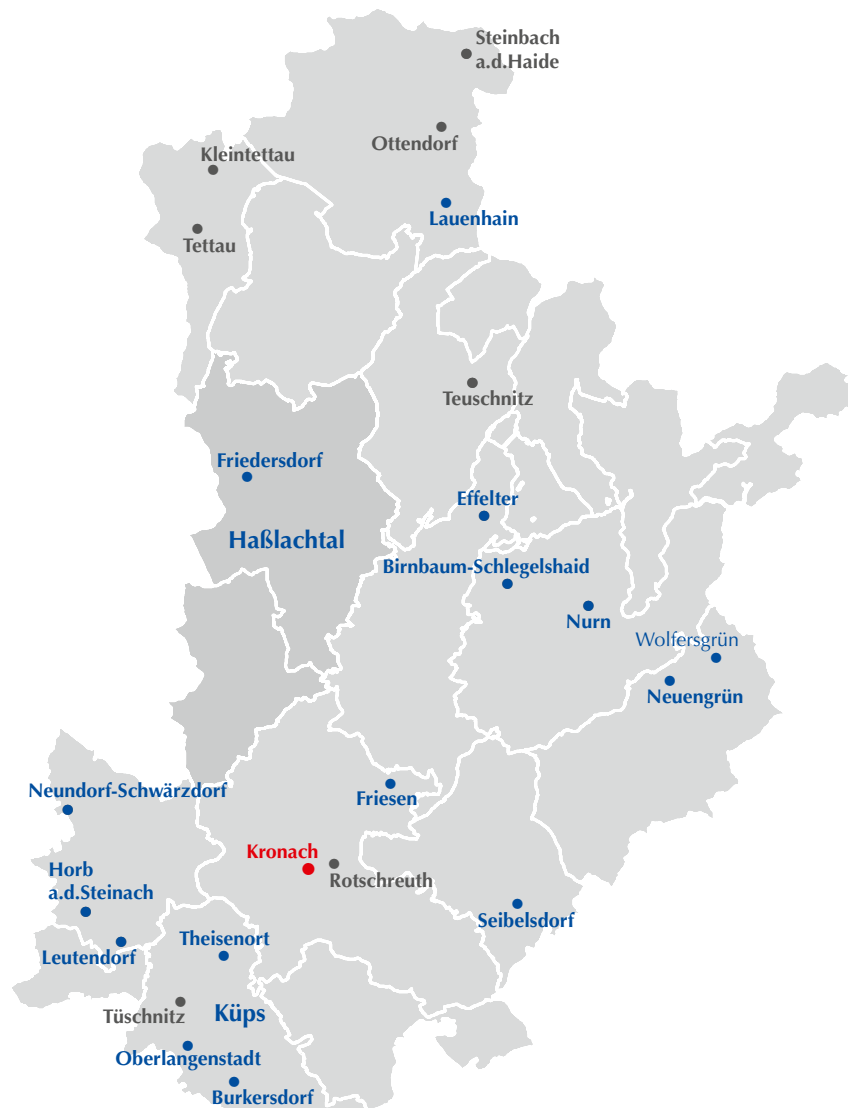 Steinbach
a.d.Haide
Ottendorf
Kleintettau
Lauenhain
Tettau
Teuschnitz
Friedersdorf
Effelter
Haßlachtal
Birnbaum-Schlegelshaid
Nurn
Wolfersgrün
Neuengrün
Neundorf-Schwärzdorf
Friesen
Kronach
Rotschreuth
Horb
a.d.Steinach
Seibelsdorf
Theisenort
Leutendorf
Tüschnitz
Küps
Oberlangenstadt
Burkersdorf